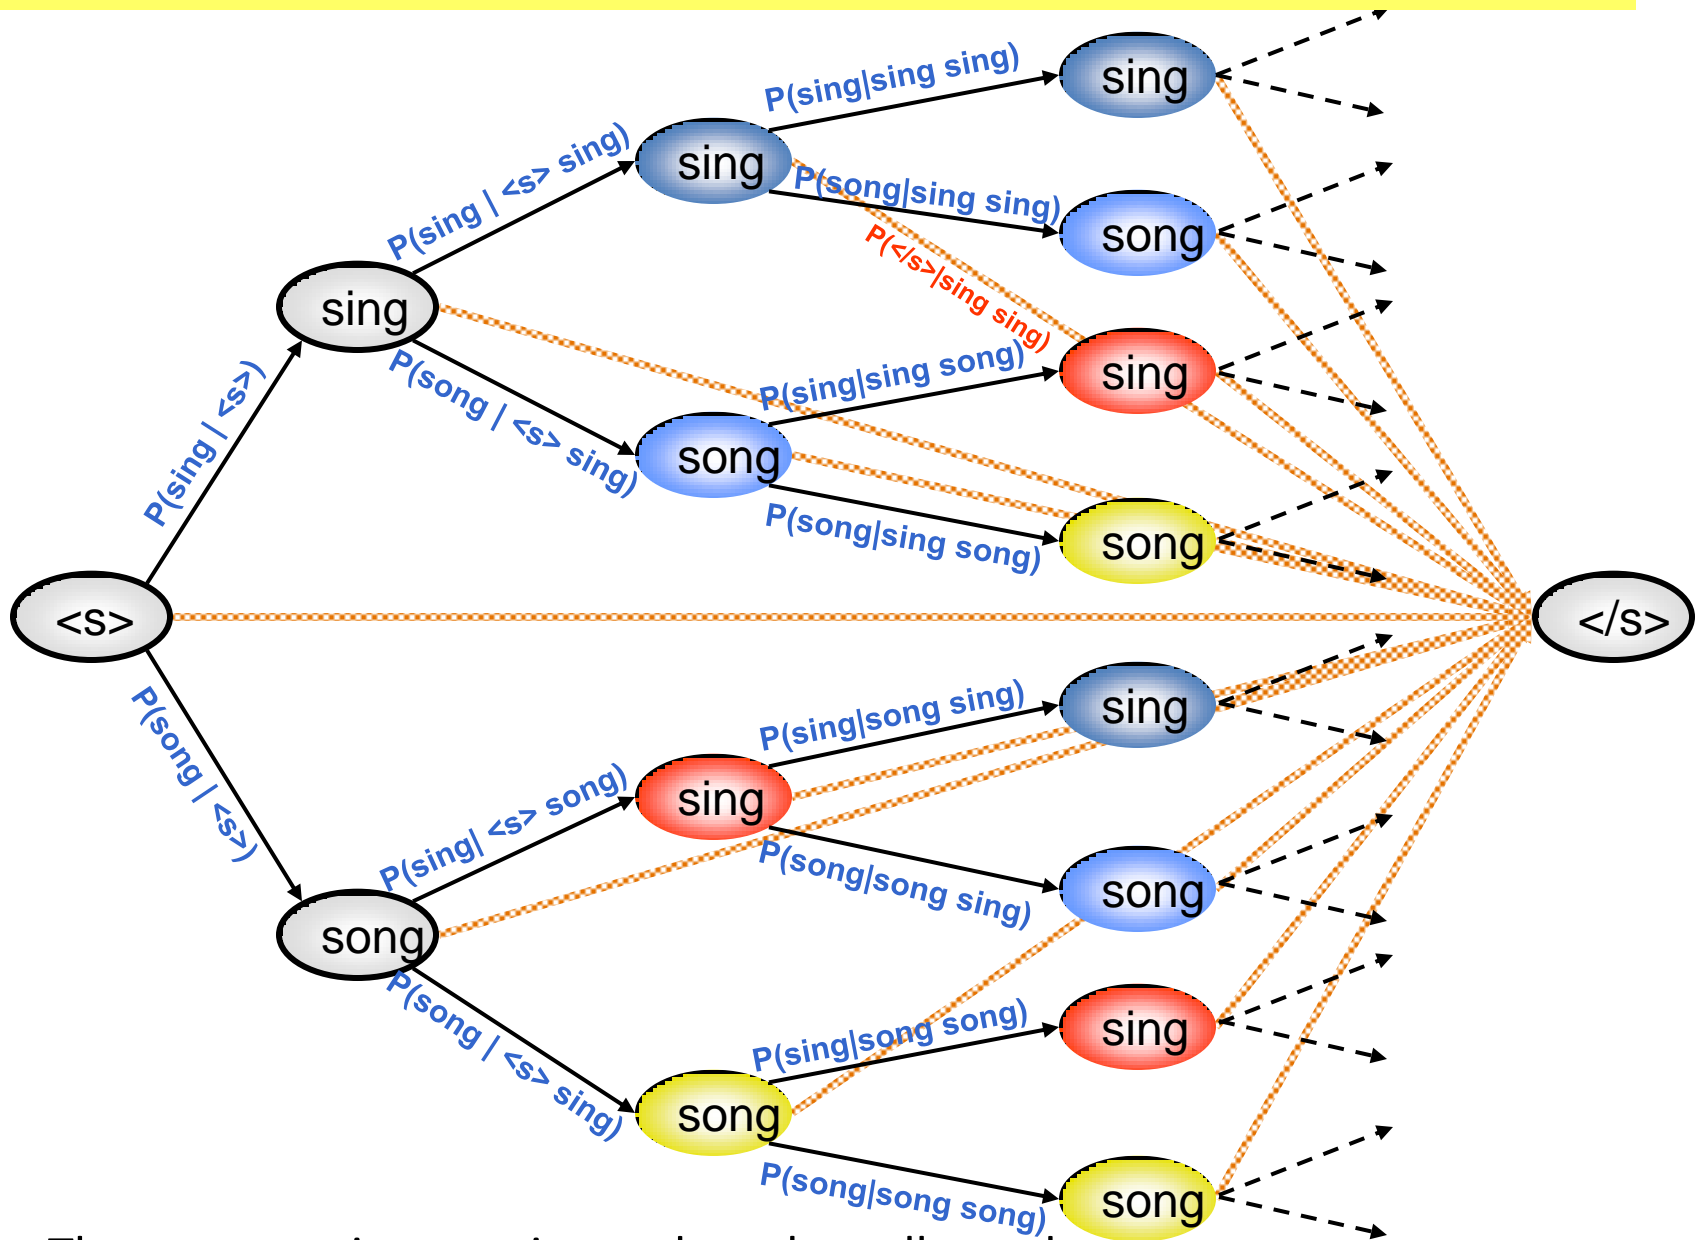 P(sing|sing sing)
sing
P(sing | <s> sing)
sing
P(song|sing sing)
song
P(</s>|sing sing)
sing
P(sing | <s>)
P(song | <s> sing)
P(sing|sing song)
sing
song
P(song|sing song)
song
<s>
</s>
P(song | <s>)
P(sing|song sing)
sing
P(sing| <s> song)
sing
P(song|song sing)
song
song
P(song | <s> sing)
P(sing|song song)
sing
song
P(song|song song)
song